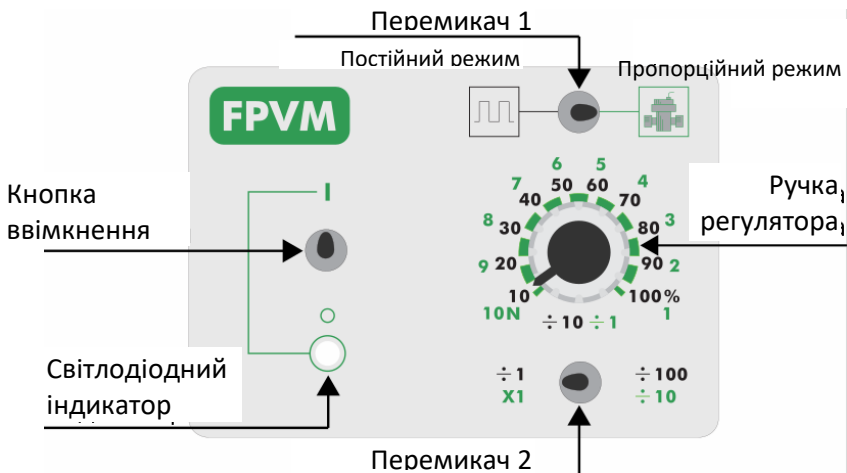 Перемикач 1
Постійний режим
Пропорційний режим
FPVM
Кнопка
ввімкнення
I
O
Світлодіодний
індикатор
6 5
7 50 60 4
40 70
8 30 80 3
9 20 90 2
10 100%
10N 1
÷10 ÷1
Ручка
регулятора
÷1 ÷100
X1 ÷10
Перемикач 2